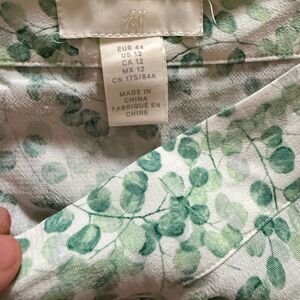 EUR 44
US 12
CA 12
MX 12
CN 175/84A
MADE IN
CHINA
FABRIQUÉ EN
CHINE